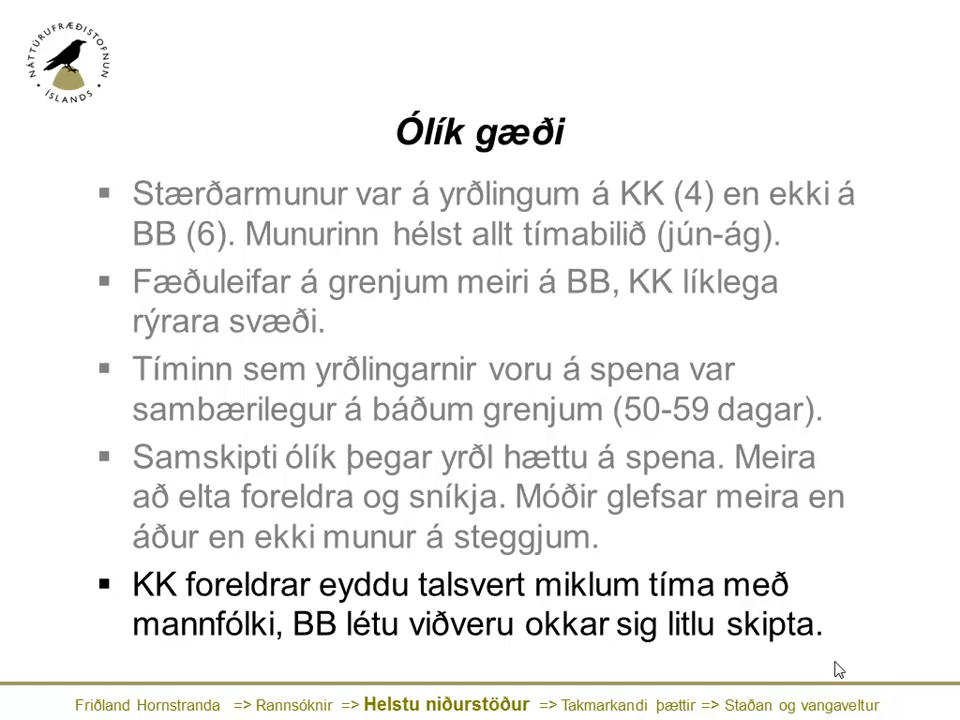 NÁTTÚRUFRÆÐISTOFNUN
ÍSLANDS
Ólík gæði
▪ Stærðarmunur var á yrðlingum á KK (4) en ekki á
BB (6). Munurinn hélst allt tímabilið (jún-ág).
▪ Fæðuleifar á grenjum meiri á BB, KK líklega
rýrara svæði.
▪ Tíminn sem yrðlingarnir voru á spena var
sambærilegur á báðum grenjum (50-59 dagar).
▪ Samskipti ólík þegar yrðl hættu á spena. Meira
að elta foreldra og sníkja. Móðir glefsar meira en
áður en ekki munur á steggjum.
▪ KK foreldrar eyddu talsvert miklum tíma með
mannfólki, BB létu viðveru okkar sig litlu skipta.
Friðland Hornstranda => Rannsóknir => Helstu niðurstöður => Takmarkandi þættir => Staðan og vangaveltur